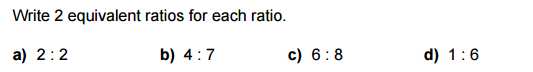 Write 2 equivalent ratios for each ratio.
a) 2 : 2 b) 4 : 7 c) 6 : 8 d) 1 : 6